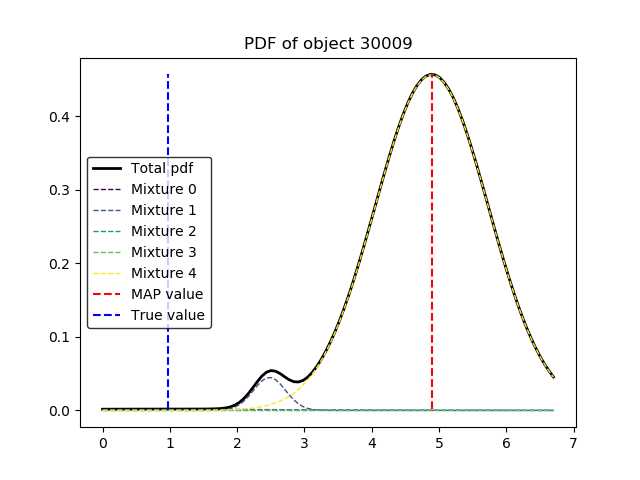 PDF of object 30009
0.4
0.3
0.2
0.1
0.0
Total pdf
Mixture 0
Mixture 1
Mixture 2
Mixture 3
Mixture 4
MAP value
True value
0 1 2 3 4 5 6 7